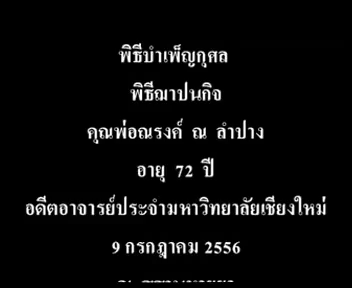 พิธีบำเพ็ญกุศล
พิธีฌาปนกิจ
คุณพ่อณรงค์ ณ ลำปาง
อายุ 72 ปี
อดีตอาจารย์ประจำมหาวิทยาลัยเชียงใหม่
9 กรกฎาคม 2556